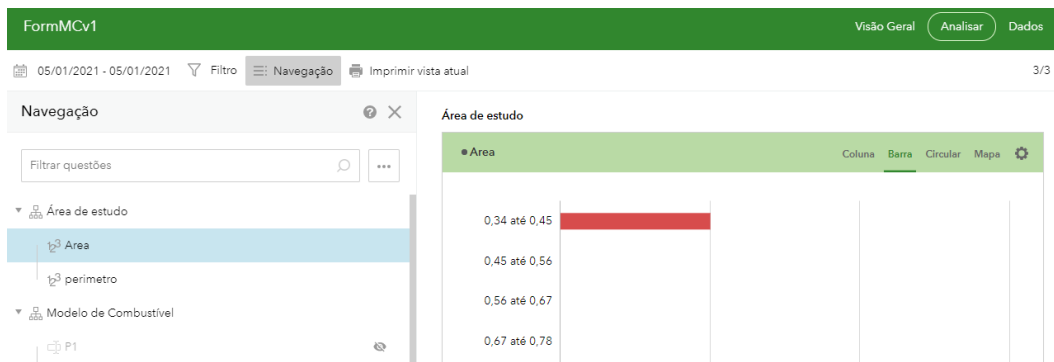 FormMCv1
Visão Geral Analisar Dados
05/01/2021 - 05/01/2021 Filtro Navegação Imprimir vista atual 3/3
Navegação
Filtrar questões
Área de estudo
Area
perimetro
Modelo de Combustível
P1
Área de estudo
Area Coluna Barra Circular Mapa
0,34 até 0,45
0,45 até 0,56
0,56 até 0,67
0,67 até 0,78